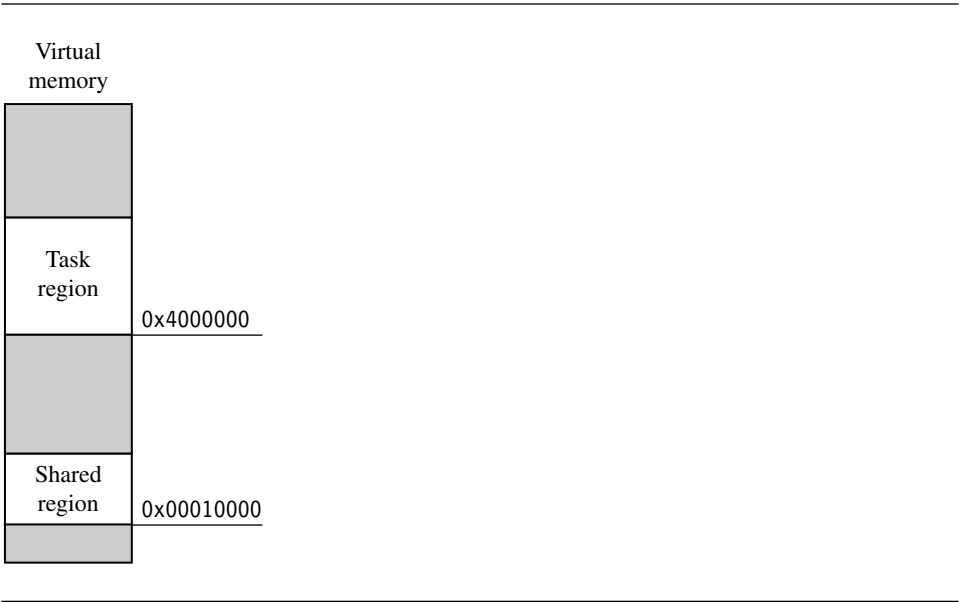 Virtual
memory
Task
region
0x4000000
Shared
region
0x00010000